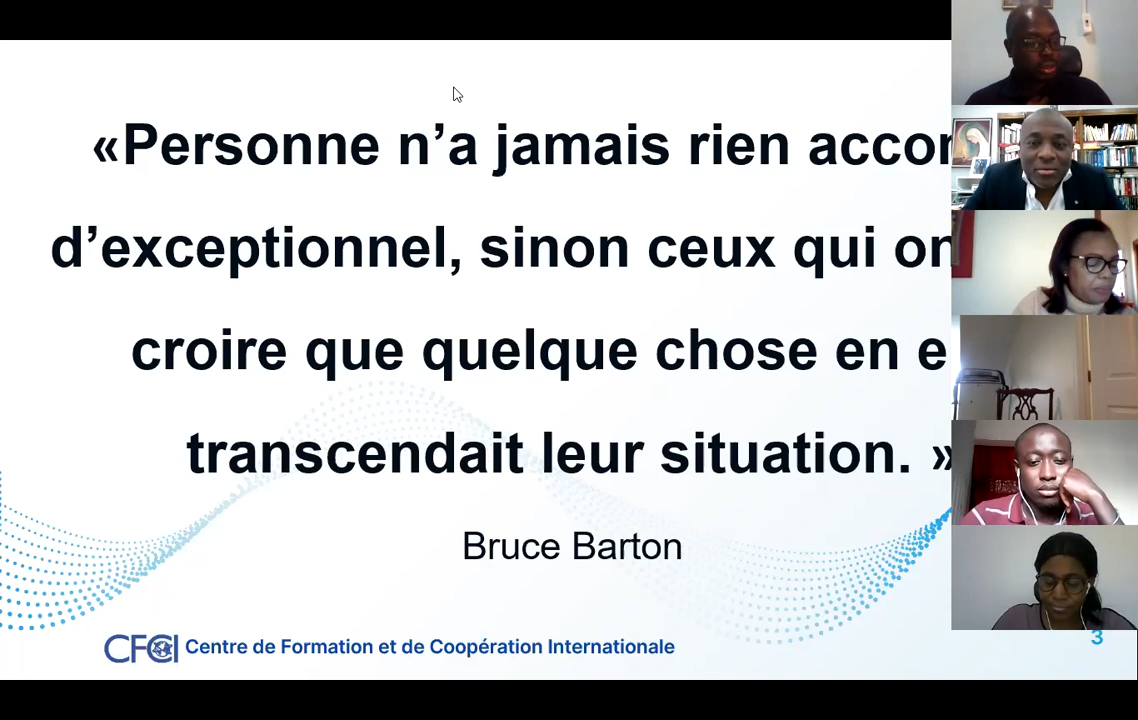 «Personne n’a jamais rien accor
d’exceptionnel, sinon ceux qui on
croire que quelque chose en e
transcendait leur situation. »
Bruce Barton
CFCI Centre de Formation et de Coopération Internationale
3